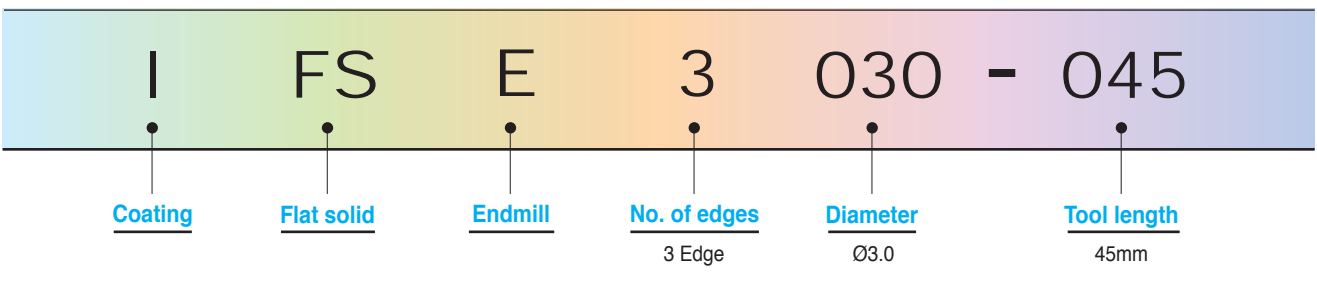 I FS E 3 030 - 045
Coating Flat solid Endmill No. of edges Diameter Tool length
3 Edge Ø3.0 45mm